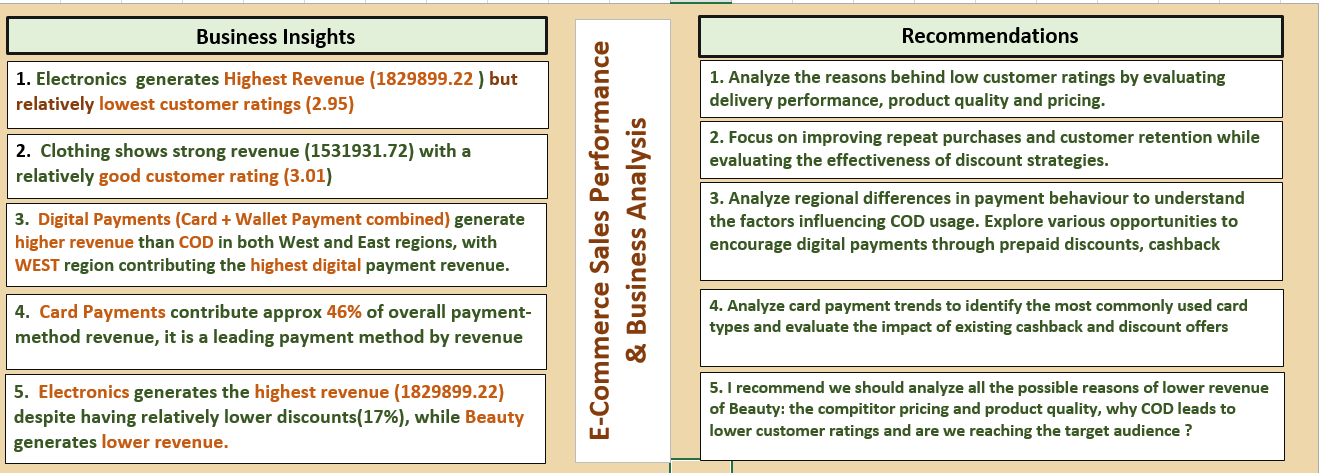 Business Insights
1. Electronics generates Highest Revenue (1829899.22 ) but
relatively lowest customer ratings (2.95)
2. Clothing shows strong revenue (1531931.72) with a
relatively good customer rating (3.01)
3. Digital Payments (Card + Wallet Payment combined) generate
higher revenue than COD in both West and East regions, with
WEST region contributing the highest digital payment revenue.
4. Card Payments contribute approx 46% of overall payment-
method revenue, it is a leading payment method by revenue
5. Electronics generates the highest revenue (1829899.22)
despite having relatively lower discounts(17%), while Beauty
generates lower revenue.
E-Commerce Sales Performance
& Business Analysis
Recommendations
1. Analyze the reasons behind low customer ratings by evaluating
delivery performance, product quality and pricing.
2. Focus on improving repeat purchases and customer retention while
evaluating the effectiveness of discount strategies.
3. Analyze regional differences in payment behaviour to understand
the factors influencing COD usage. Explore various opportunities to
encourage digital payments through prepaid discounts, cashback
4. Analyze card payment trends to identify the most commonly used card
types and evaluate the impact of existing cashback and discount offers
5. I recommend we should analyze all the possible reasons of lower revenue
of Beauty: the compititor pricing and product quality, why COD leads to
lower customer ratings and are we reaching the target audience ?